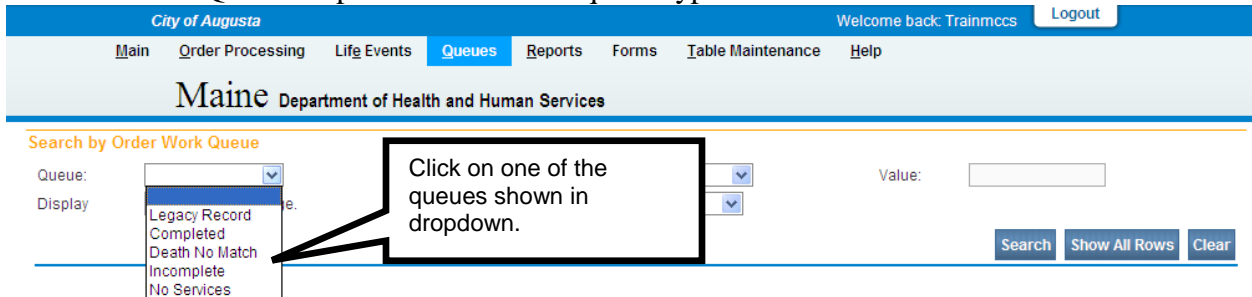 City of Augusta Welcome back: Trainmccs Logout
Main Order Processing Life Events Queues Reports Forms Table Maintenance Help
Maine Department of Health and Human Services
Search by Order Work Queue
Queue: Value:
Display
Legacy Record
Completed
Death No Match
Incomplete
No Services
Click on one of the
queues shown in
dropdown.
Search Show All Rows Clear